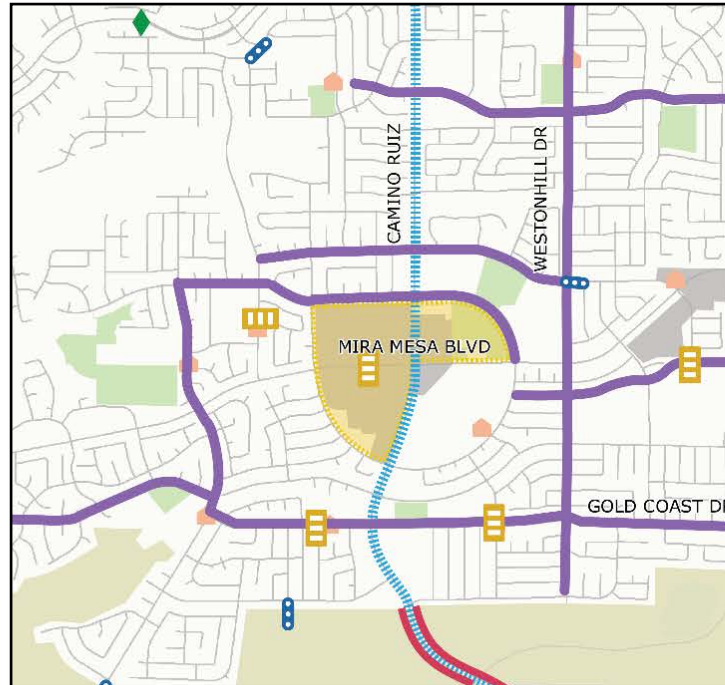 CAMINO RUIZ
WESTONHILL DR
MIRA MESA BLVD
GOLD COAST DR